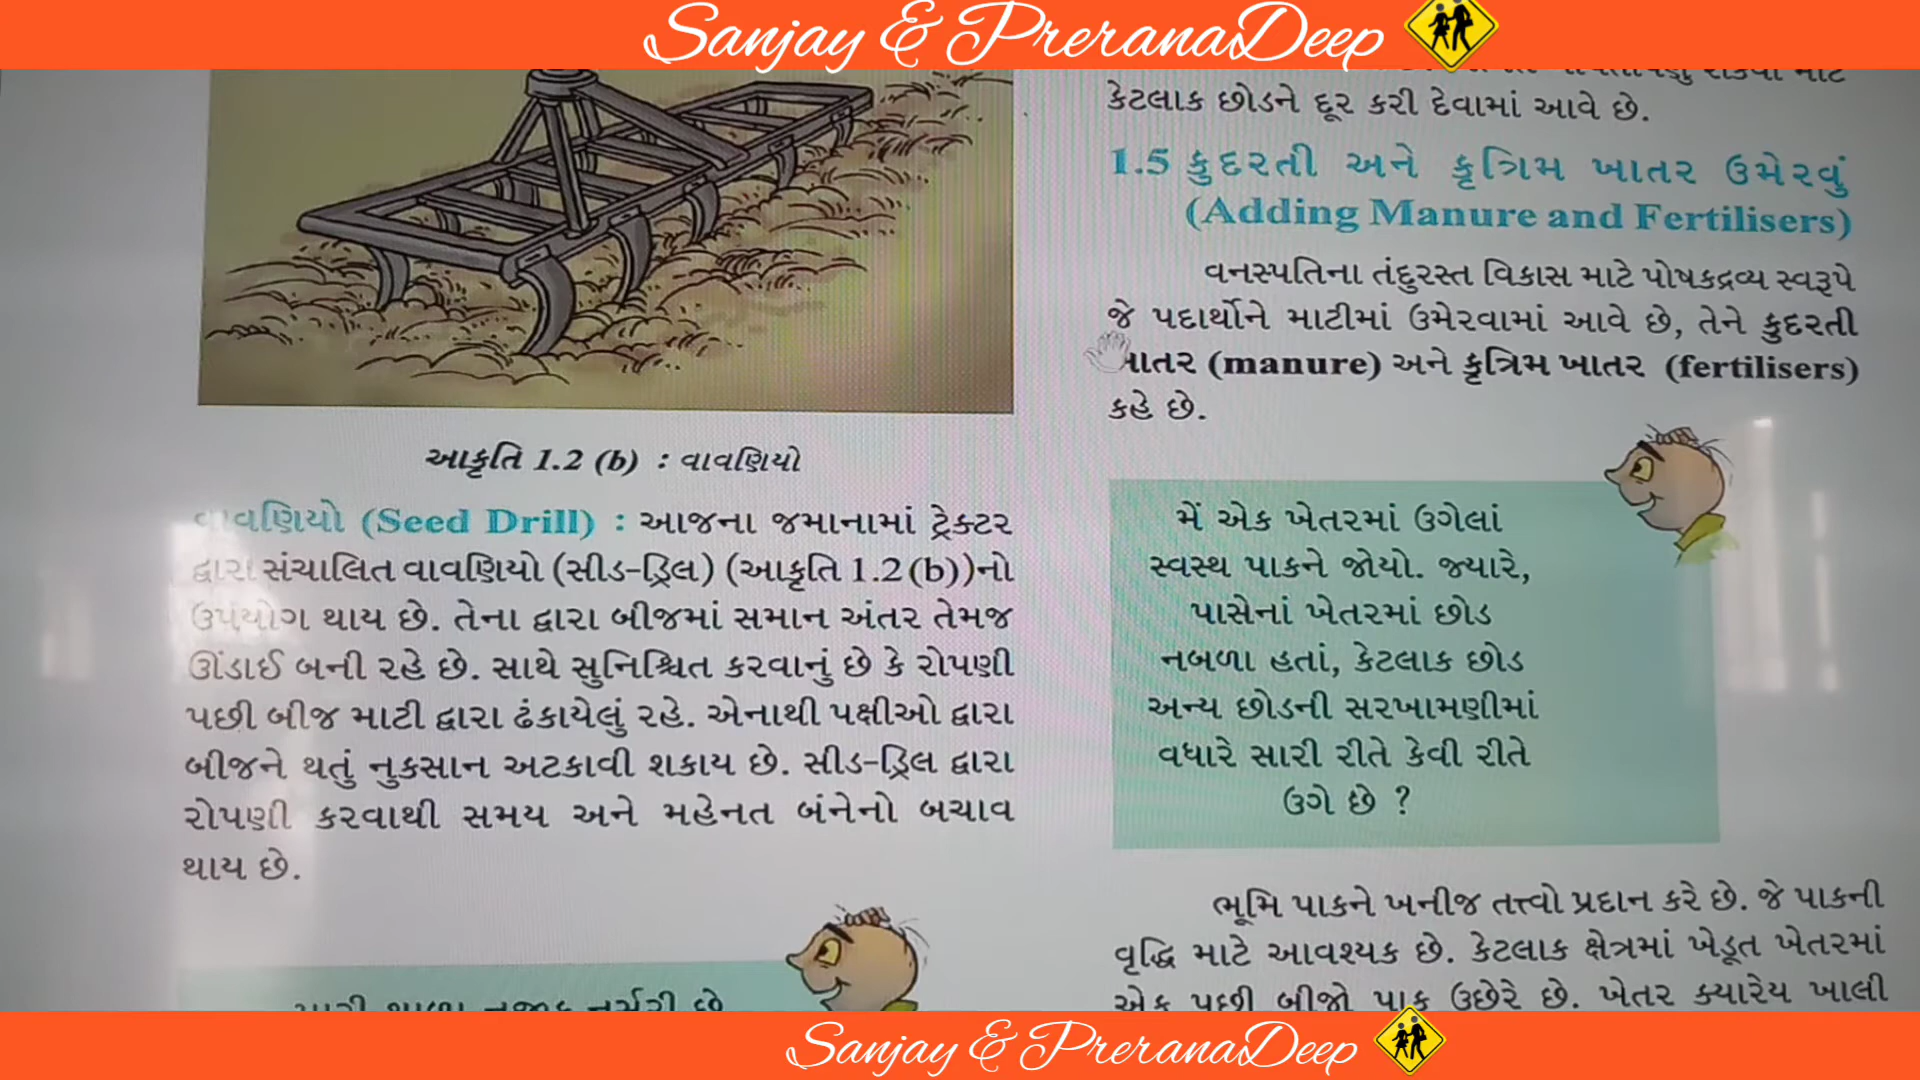 Sanjay & PreranaDeep
આકૃતિ 1.2 (b) : વાવણિયો
વાવણિયો (Seed Drill) : આજના જમાનામાં ટ્રેક્ટર
દ્વારા સંચાલિત વાવણિયો (સીડ-ડ્રિલ) (આકૃતિ 1.2 (b))નો
ઉપયોગ થાય છે. તેના દ્વારા બીજમાં સમાન અંતર તેમજ
ઊંડાઈ બની રહે છે. સાથે સુનિશ્ચિત કરવાનું છે કે રોપણી
પછી બીજ માટી દ્વારા ઢંકાયેલું રહે. એનાથી પક્ષીઓ દ્વારા
બીજને થતું નુકસાન અટકાવી શકાય છે. સીડ-ડ્રિલ દ્વારા
રોપણી કરવાથી સમય અને મહેનત બંનેનો બચાવ
થાય છે.
કેટલાક છોડને દૂર કરી દેવામાં આવે છે.
1.5 કુદરતી અને કૃત્રિમ ખાતર ઉમેરવું
(Adding Manure and Fertilisers)
વનસ્પતિના તંદુરસ્ત વિકાસ માટે પોષકદ્રવ્ય સ્વરૂપે
જે પદાર્થોને માટીમાં ઉમેરવામાં આવે છે, તેને કુદરતી
ખાતર (manure) અને કૃત્રિમ ખાતર (fertilisers)
કહે છે.
મેં એક ખેતરમાં ઉગેલાં
સ્વસ્થ પાકને જોયો. જ્યારે,
પાસેનાં ખેતરમાં છોડ
નબળા હતાં, કેટલાક છોડ
અન્ય છોડની સરખામણીમાં
વધારે સારી રીતે કેવી રીતે
ઉગે છે ?
ભૂમિ પાકને ખનીજ તત્ત્વો પ્રદાન કરે છે. જે પાકની
વૃદ્ધિ માટે આવશ્યક છે. કેટલાક ક્ષેત્રમાં ખેડૂત ખેતરમાં
એક પછી બીજો પાક ઉછેરે છે. ખેતર ક્યારેય ખાલી
Sanjay & PreranaDeep